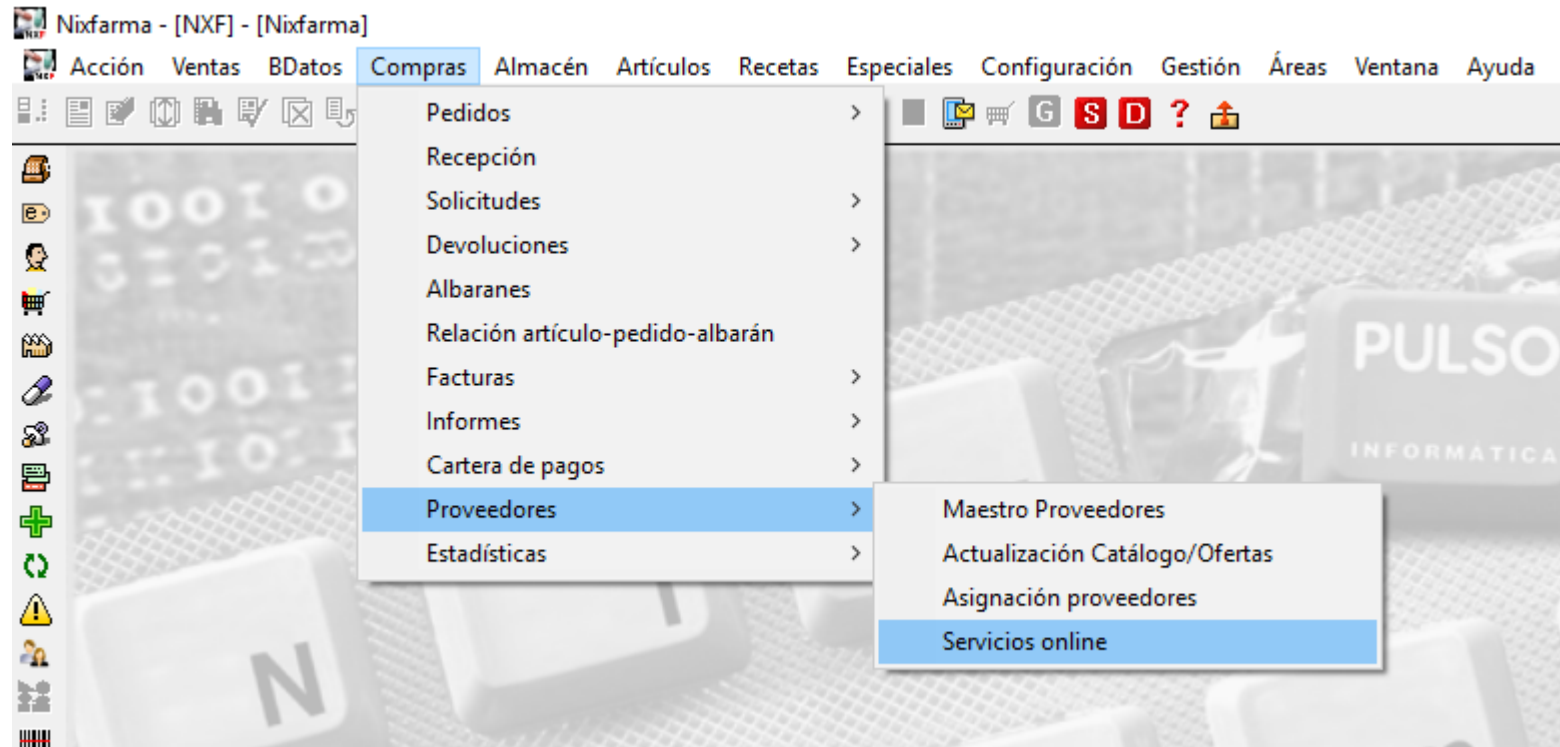 Nixfarma - [NXF] - [Nixfarma]
Acción Ventas BDatos Compras Almacén Artículos Recetas Especiales Configuración Gestión Áreas Ventana Ayuda
G S D ?
Pedidos
Recepción
Solicitudes
Devoluciones
Albaranes
Relación artículo-pedido-albarán
Facturas
Informes
Cartera de pagos
Proveedores
Estadísticas
Maestro Proveedores
Actualización Catálogo/Ofertas
Asignación proveedores
Servicios online
PULSO
INFORMÁTICA
N